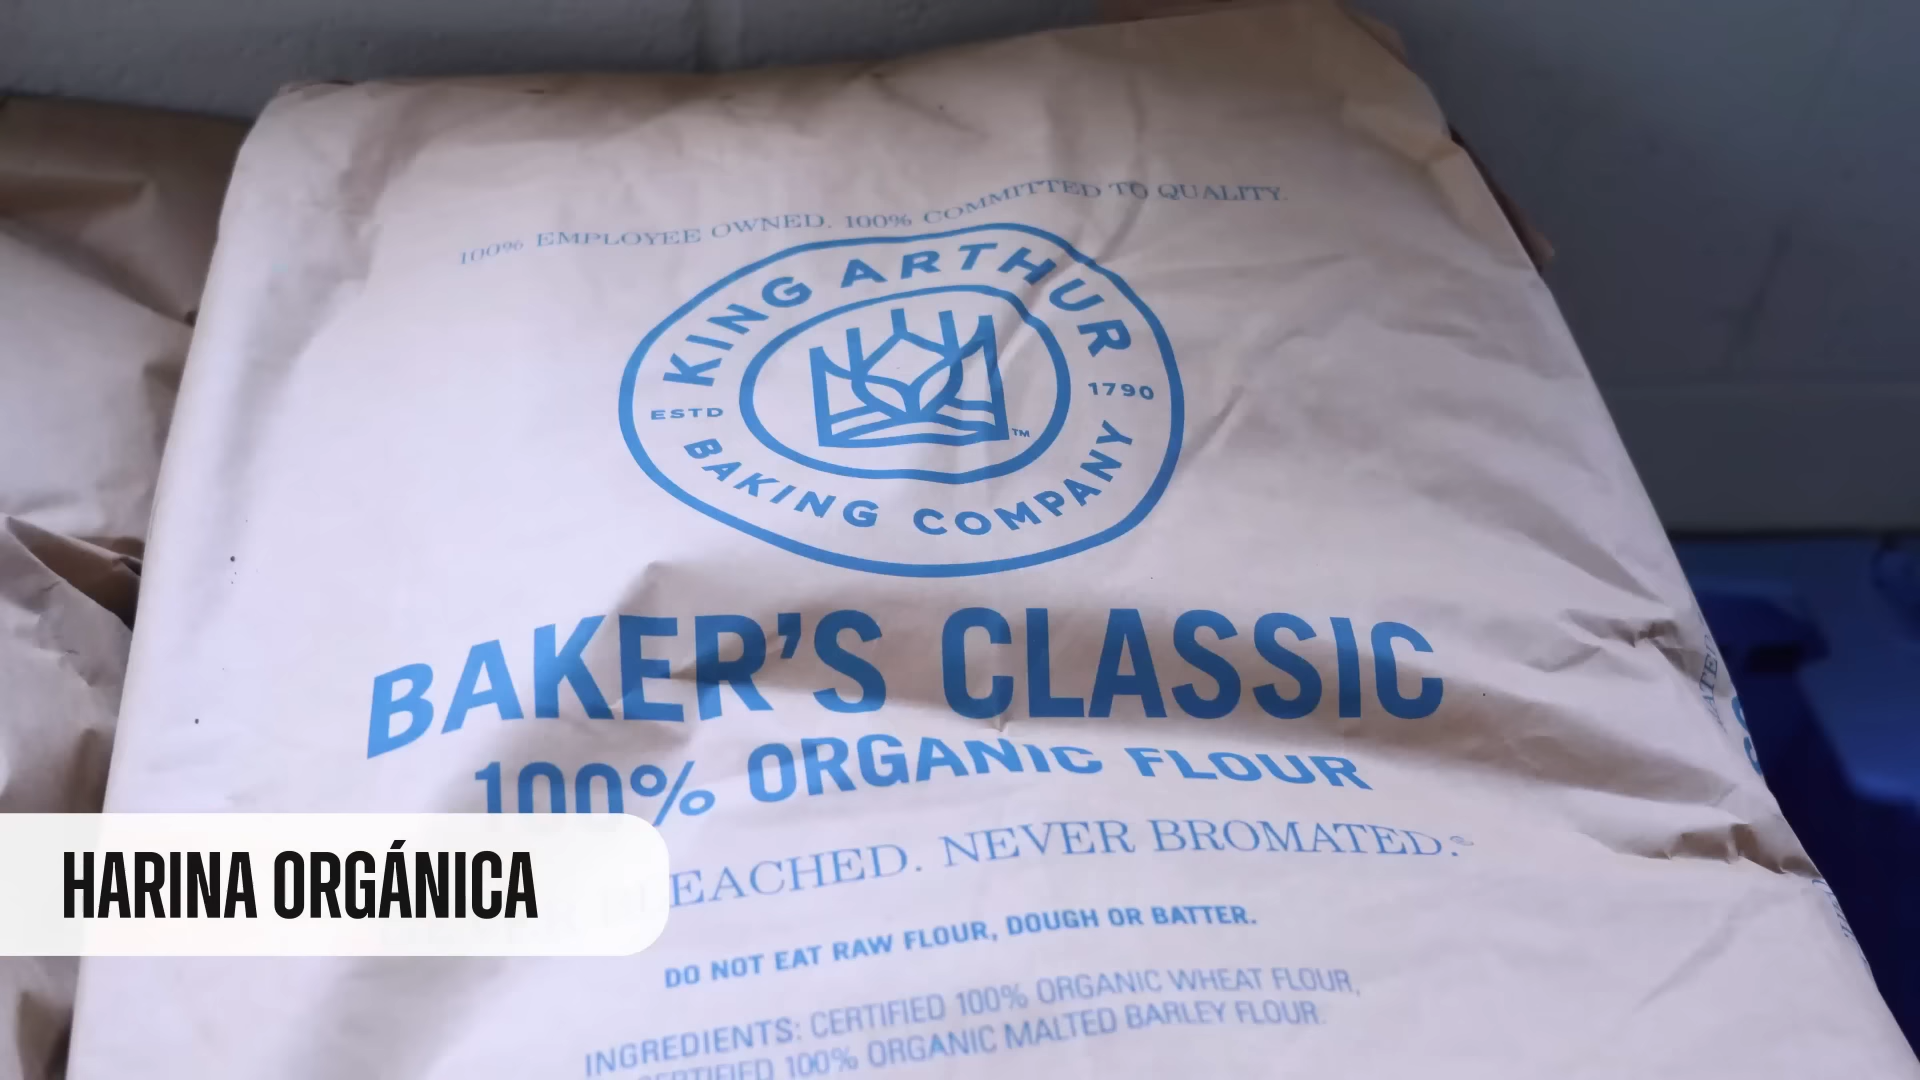 100% EMPLOYEE OWNED. 100% COMMITTED TO QUALITY.
KING ARTHUR
ESTD 1790
™
BAKING COMPANY
BAKER'S CLASSIC
100% ORGANIC FLOUR
EACHED. NEVER BROMATED.®
HARINA ORGÁNICA
DO NOT EAT RAW FLOUR, DOUGH OR BATTER.
INGREDIENTS: CERTIFIED 100% ORGANIC WHEAT FLOUR,
CERTIFIED 100% ORGANIC MALTED BARLEY FLOUR.